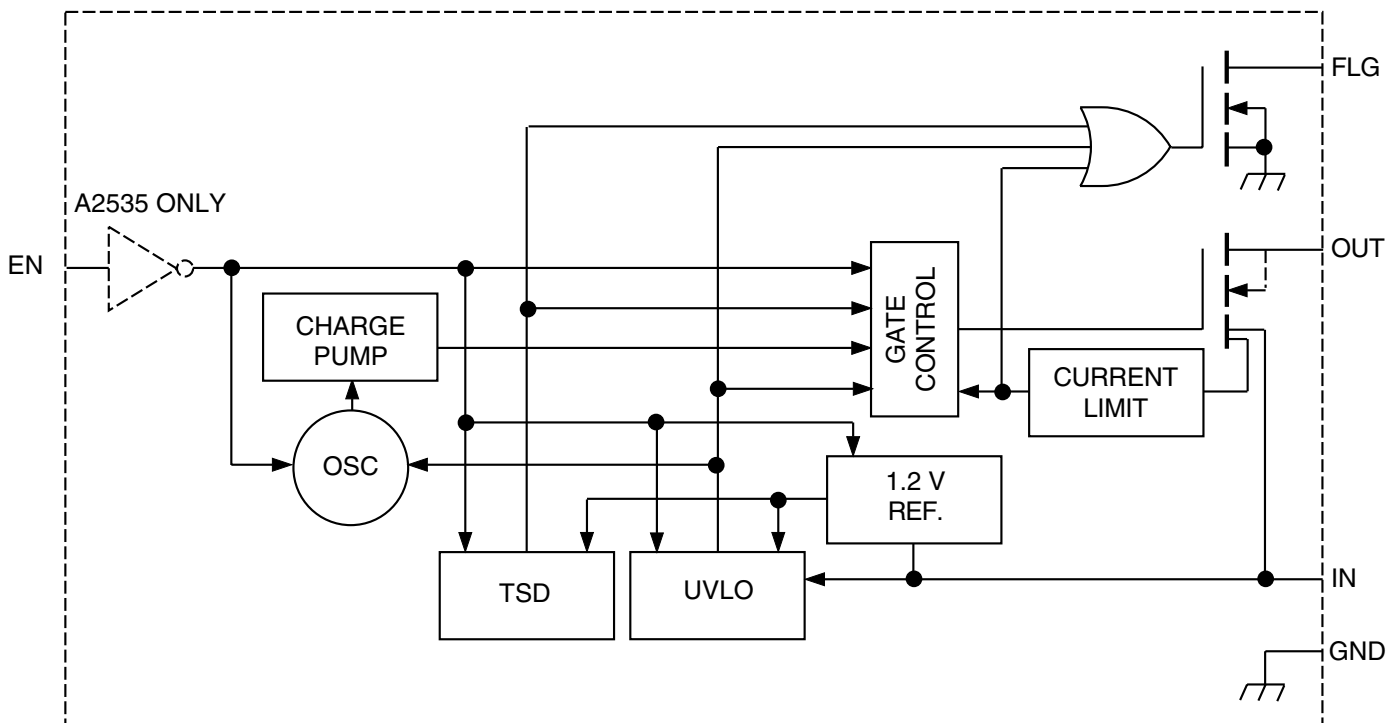 FLG
A2535 ONLY
EN
OUT
CHARGE
PUMP
GATE
CONTROL
CURRENT
LIMIT
OSC
1.2 V
REF.
TSD
UVLO
IN
GND